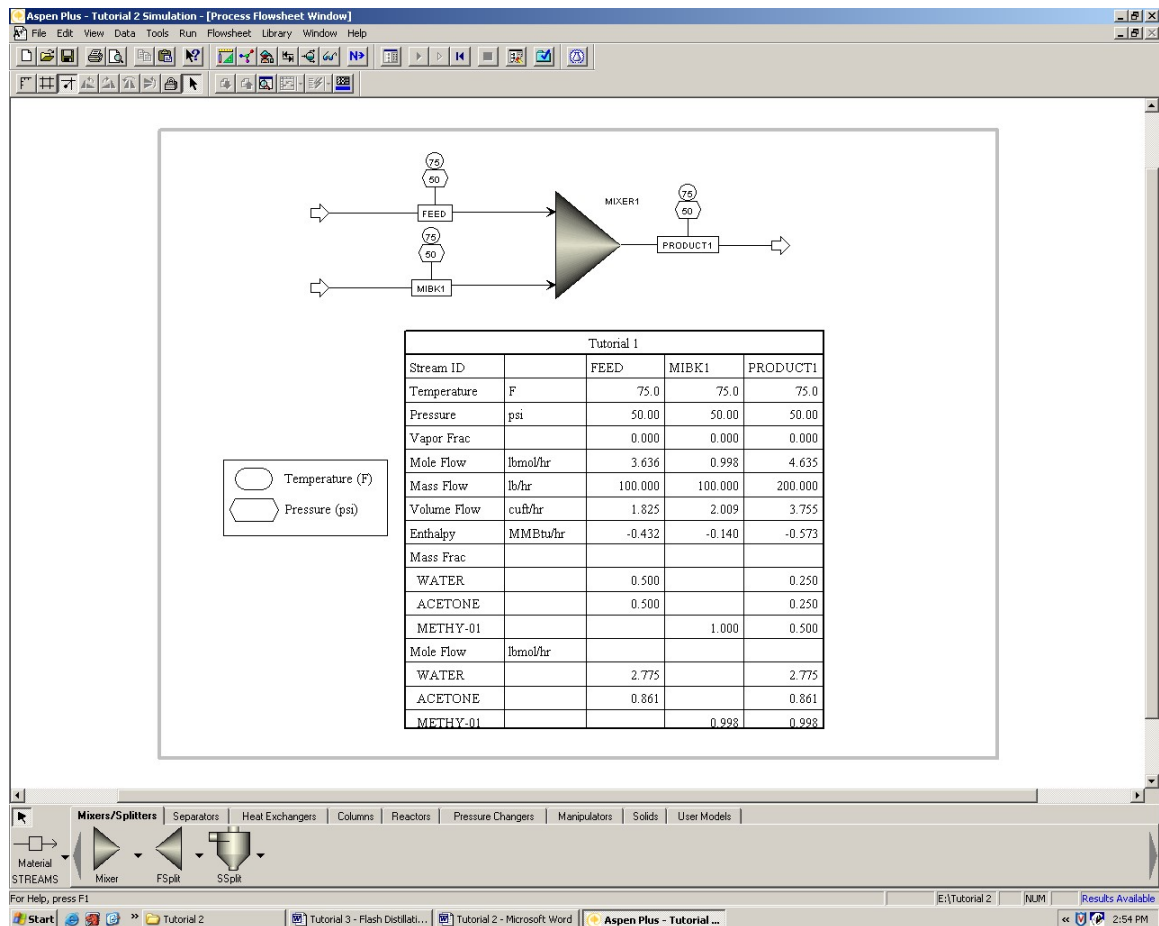 Aspen Plus - Tutorial 2 Simulation - [Process Flowsheet Window]
File Edit View Data Tools Run Flowsheet Library Window Help
N>
75
50
FEED
75
50
MIBK1
MIXER1
75
50
PRODUCT1
Tutorial 1
Stream ID FEED MIBK1 PRODUCT1
Temperature F 75.0 75.0 75.0
Pressure psi 50.00 50.00 50.00
Vapor Frac 0.000 0.000 0.000
Mole Flow lbmol/hr 3.636 0.998 4.635
Mass Flow lb/hr 100.000 100.000 200.000
Volume Flow cuft/hr 1.825 2.009 3.755
Enthalpy MMBtu/hr -0.432 -0.140 -0.573
Mass Frac
WATER 0.500 0.250
ACETONE 0.500 0.250
METHY-01 1.000 0.500
Mole Flow lbmol/hr
WATER 2.775 2.775
ACETONE 0.861 0.861
METHY-01 0.998 0.998
Temperature (F)
Pressure (psi)
Mixers/Splitters Separators Heat Exchangers Columns Reactors Pressure Changers Manipulators Solids User Models
Material
STREAMS Mixer FSplit SSplit
For Help, press F1 E:\Tutorial 2 NUM Results Available
Start » Tutorial 2 Tutorial 3 - Flash Distillati... Tutorial 2 - Microsoft Word Aspen Plus - Tutorial ... « 2:54 PM